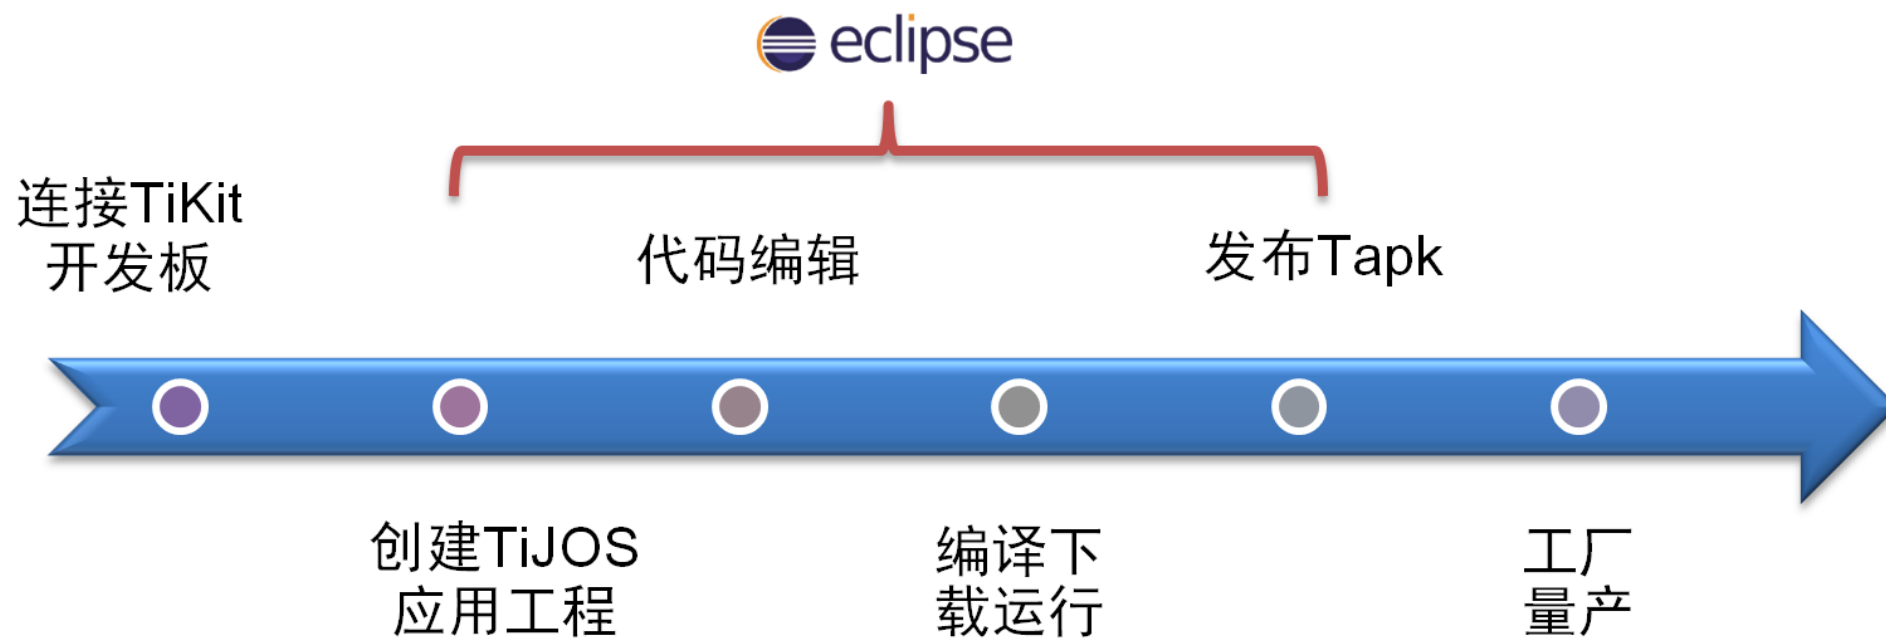 eclipse
连接TiKit
开发板
代码编辑
发布Tapk
创建TiJOS
应用工程
编译下
载运行
工厂
量产